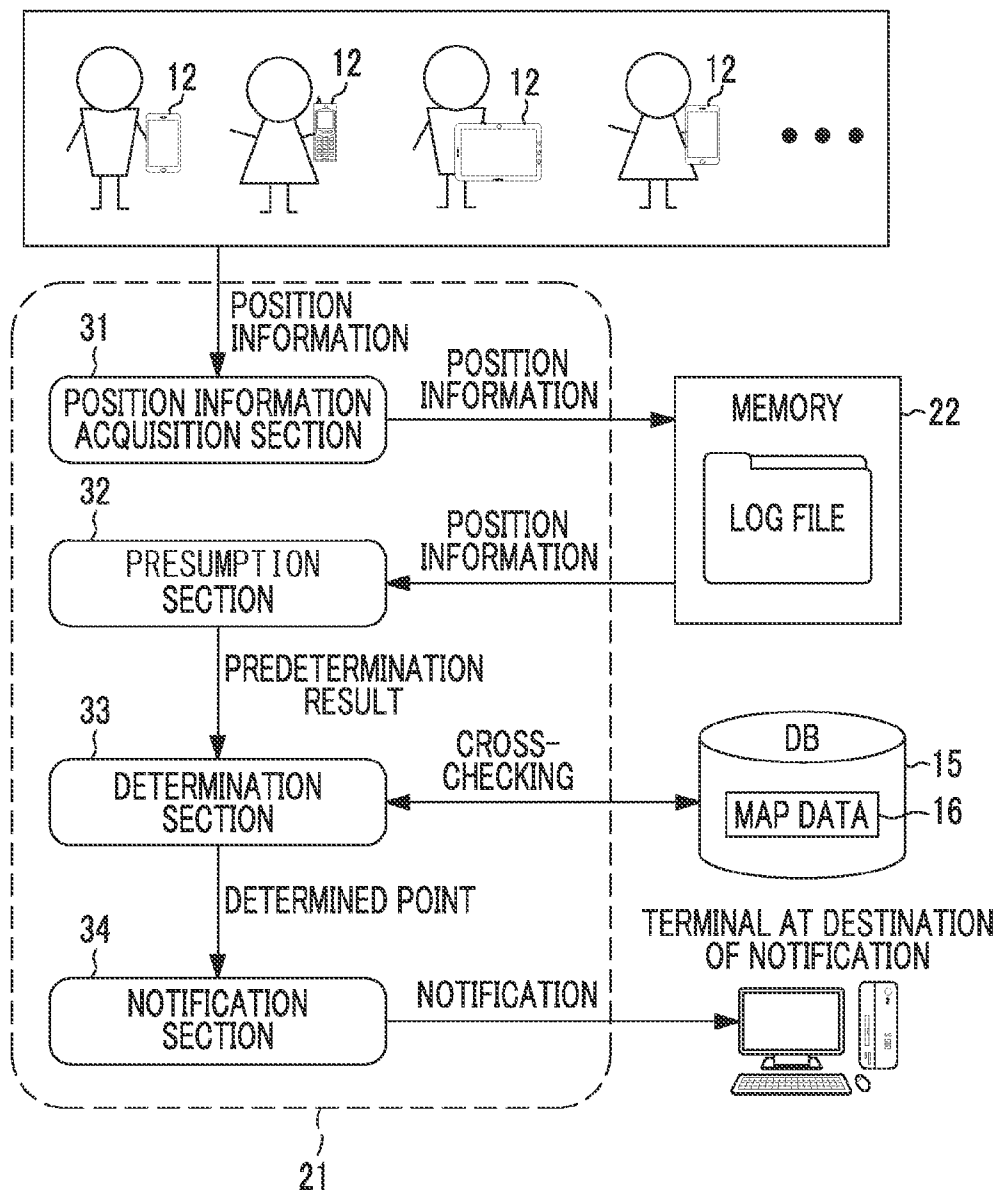 12
12
12
12
POSITION
INFORMATION
31
POSITION INFORMATION
ACQUISITION SECTION
POSITION
INFORMATION
MEMORY
22
LOG FILE
32
PRESUMPTION
SECTION
POSITION
INFORMATION
PREDETERMINATION
RESULT
33
DETERMINATION
SECTION
CROSS-
CHECKING
DB
15
MAP DATA
16
DETERMINED POINT
34
NOTIFICATION
SECTION
NOTIFICATION
TERMINAL AT DESTINATION
OF NOTIFICATION
21